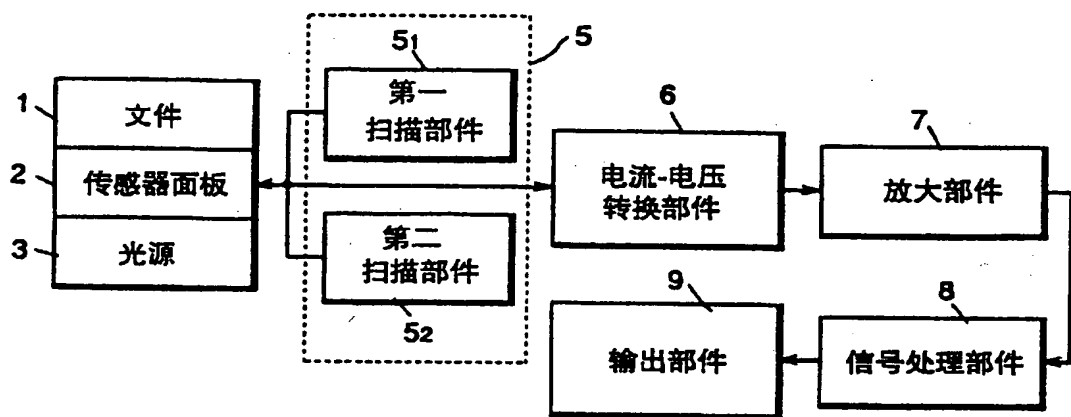 1
文件
2
传感器面板
3
光源
5
51
第一
扫描部件
第二
扫描部件
52
6
电流-电压
转换部件
7
放大部件
8
信号处理部件
9
输出部件